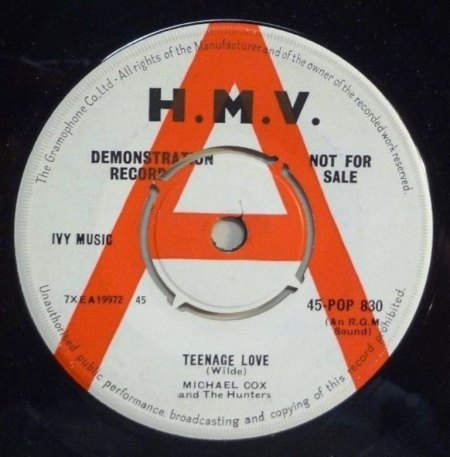 The Gramophone Co. Ltd. - All rights of the Manufacturer and of the owner of the recorded work reserved.
H.M.V.
DEMONSTRATION NOT FOR
RECORD SALE
IVY MUSIC
7XEA19972 45
45-POP 830
(An R.G.M.
Sound)
TEENAGE LOVE
(Wilde)
MICHAEL COX
and The Hunters
Unauthorised public performance, broadcasting and copying of this record prohibited.
A